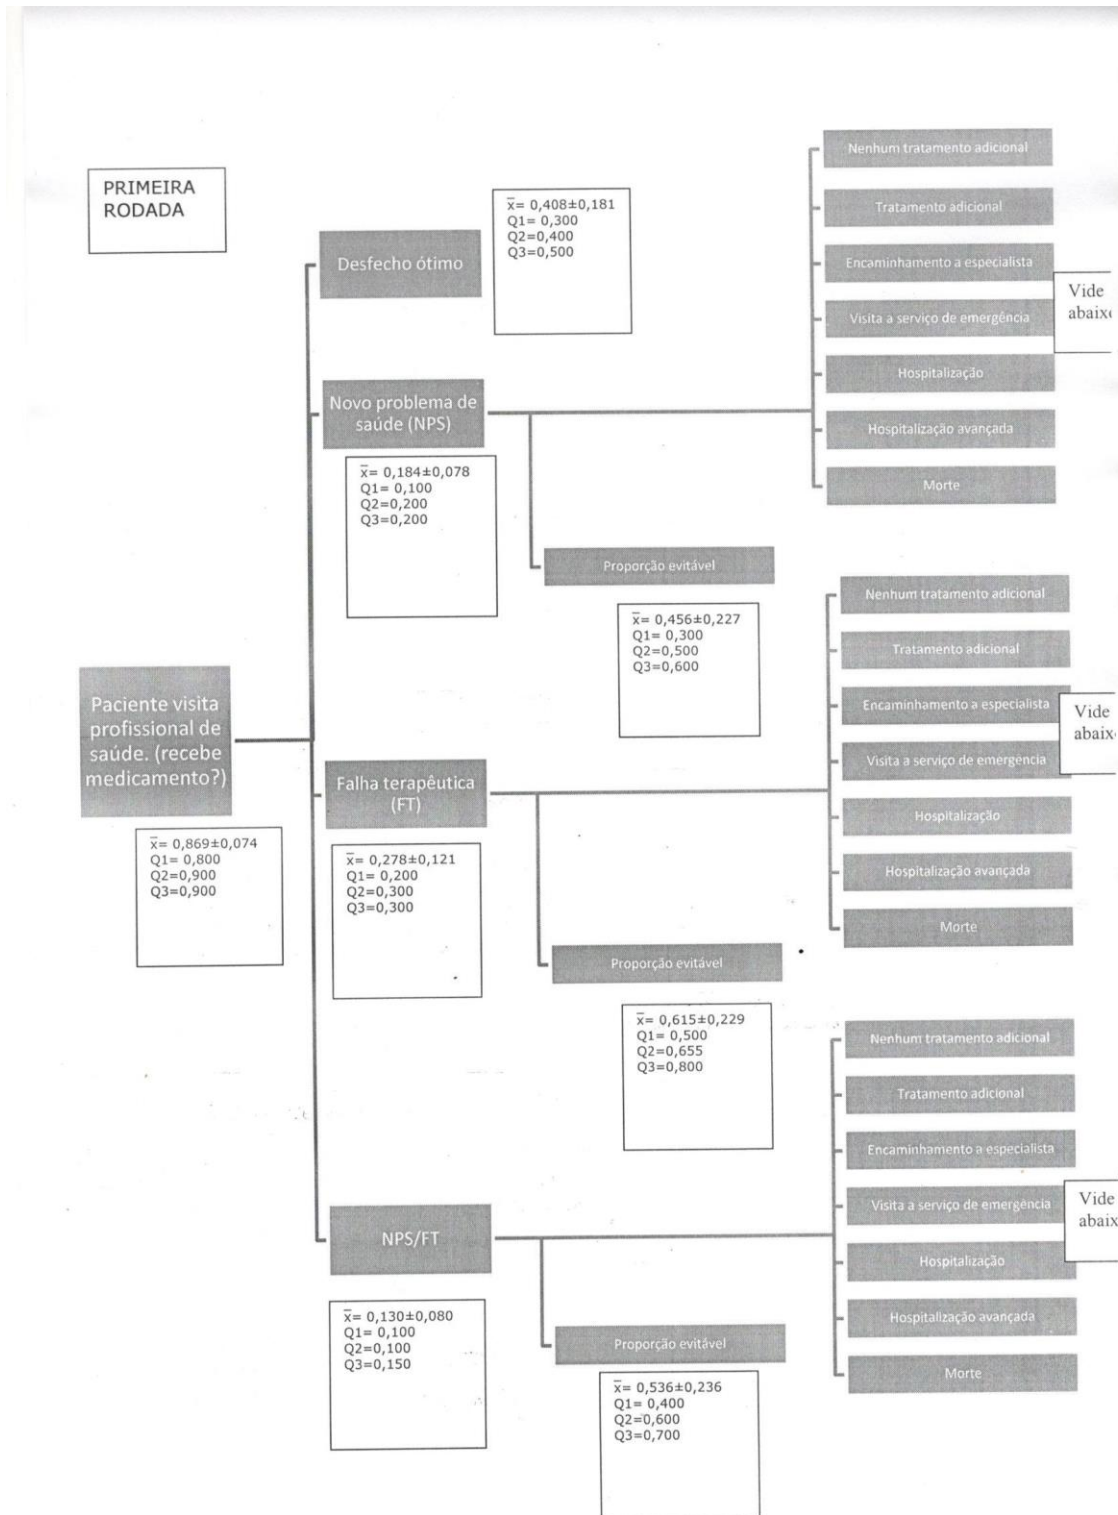 PRIMEIRA
RODADA
Desfecho ótimo
x̅= 0,408±0,181
Q1= 0,300
Q2=0,400
Q3=0,500
Nenhum tratamento adicional
Tratamento adicional
Encaminhamento a especialista
Visita a serviço de emergência
Hospitalização
Hospitalização avançada
Morte
Vide
abaixo
Novo problema de
saúde (NPS)
x̅= 0,184±0,078
Q1= 0,100
Q2=0,200
Q3=0,200
Proporção evitável
x̅= 0,456±0,227
Q1= 0,300
Q2=0,500
Q3=0,600
Paciente visita
profissional de
saúde. (recebe
medicamento?)
x̅= 0,869±0,074
Q1= 0,800
Q2=0,900
Q3=0,900
Falha terapêutica
(FT)
x̅= 0,278±0,121
Q1= 0,200
Q2=0,300
Q3=0,300
Nenhum tratamento adicional
Tratamento adicional
Encaminhamento a especialista
Visita a serviço de emergência
Hospitalização
Hospitalização avançada
Morte
Vide
abaix
Proporção evitável
x̅= 0,615±0,229
Q1= 0,500
Q2=0,655
Q3=0,800
NPS/FT
x̅= 0,130±0,080
Q1= 0,100
Q2=0,100
Q3=0,150
Nenhum tratamento adicional
Tratamento adicional
Encaminhamento a especialista
Visita a serviço de emergência
Hospitalização
Hospitalização avançada
Morte
Vide
abaix
Proporção evitável
x̅= 0,536±0,236
Q1= 0,400
Q2=0,600
Q3=0,700